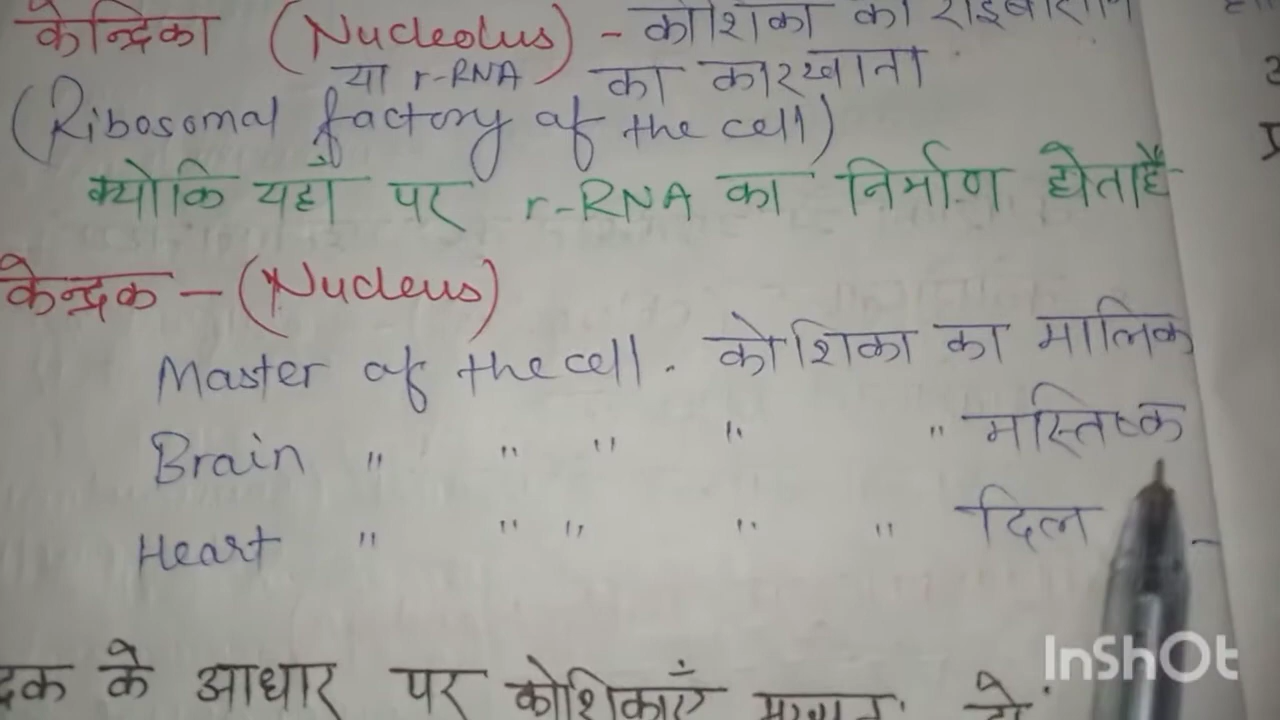 केन्द्रिका (Nucleolus) - कोशिका का राइबोसोम
या r-RNA का कारखाना
(Ribosomal factory of the cell)
क्योकि यहाँ पर r-RNA का निर्माण होता है
केन्द्रक - (Nucleus)
Master of the cell. कोशिका का मालिक
Brain " " " " " मस्तिष्क
Heart " " " " " दिल -
के आधार पर कोशिकाएँ
InShOt